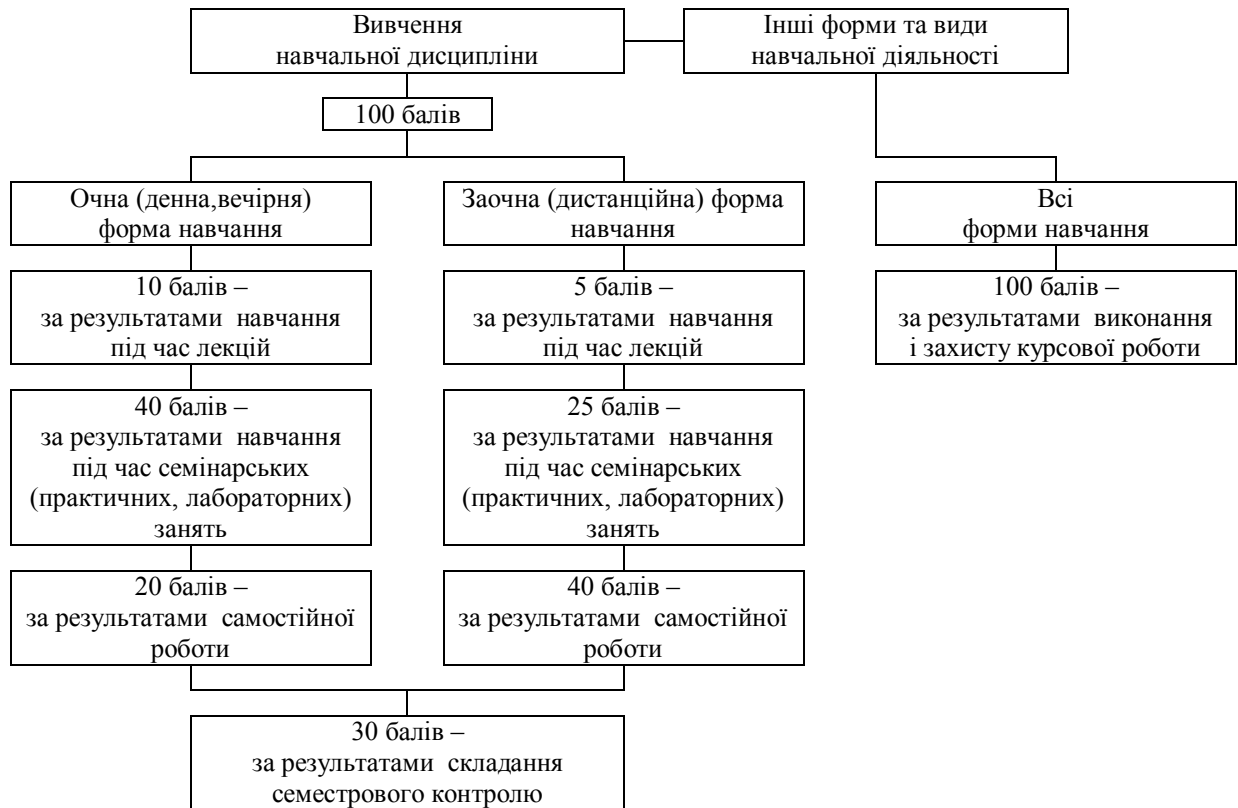 Вивчення
навчальної дисципліни
Інші форми та види
навчальної діяльності
100 балів
Очна (денна,вечірня)
форма навчання
Заочна (дистанційна) форма
навчання
Всі
форми навчання
10 балів –
за результатами навчання
під час лекцій
5 балів –
за результатами навчання
під час лекцій
100 балів –
за результатами виконання
і захисту курсової роботи
40 балів –
за результатами навчання
під час семінарських
(практичних, лабораторних)
занять
25 балів –
за результатами навчання
під час семінарських
(практичних, лабораторних)
занять
20 балів –
за результатами самостійної
роботи
40 балів –
за результатами самостійної
роботи
30 балів –
за результатами складання
семестрового контролю